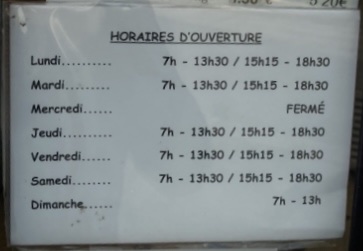 HORAIRES D'OUVERTURE
Lundi.......... 7h - 13h30 / 15h15 - 18h30
Mardi.......... 7h - 13h30 / 15h15 - 18h30
Mercredi...... FERMÉ
Jeudi.......... 7h - 13h30 / 15h15 - 18h30
Vendredi...... 7h - 13h30 / 15h15 - 18h30
Samedi........ 7h - 13h30 / 15h15 - 18h30
Dimanche...... 7h - 13h